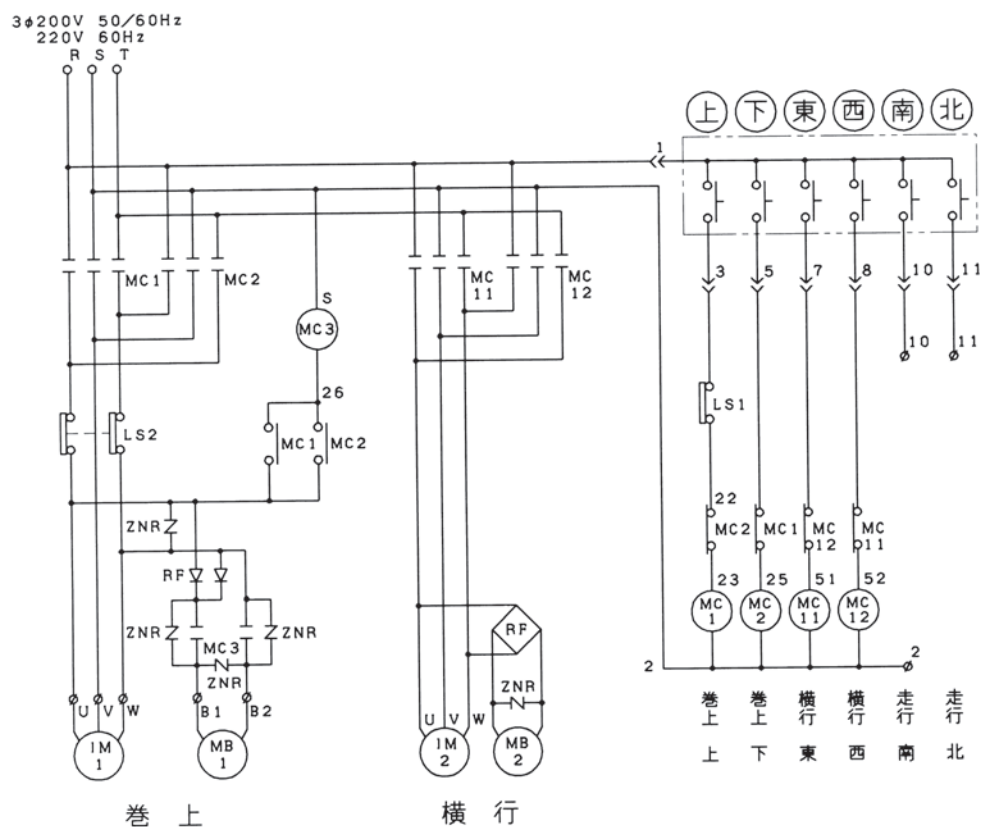 3φ200V 50/60Hz
220V 60Hz
R S T
上 下 東 西 南 北
1
MC1
MC2
S
MC3
MC
11
MC
12
3 5 7 8 10 11
10 11
26
LS1
LS2
MC1 MC2
22
ZNR
MC2 MC1 MC
12 MC
11
RF
23 25 51 52
MC
1
MC
2
MC
11
MC
12
ZNR MC3 ZNR
ZNR
RF
2 2
ZNR
U V W B1 B2
U V W
IM
1
MB
1
IM
2
MB
2
巻上 上
巻上 下
横行 東
横行 西
走行 南
走行 北
巻 上
横 行